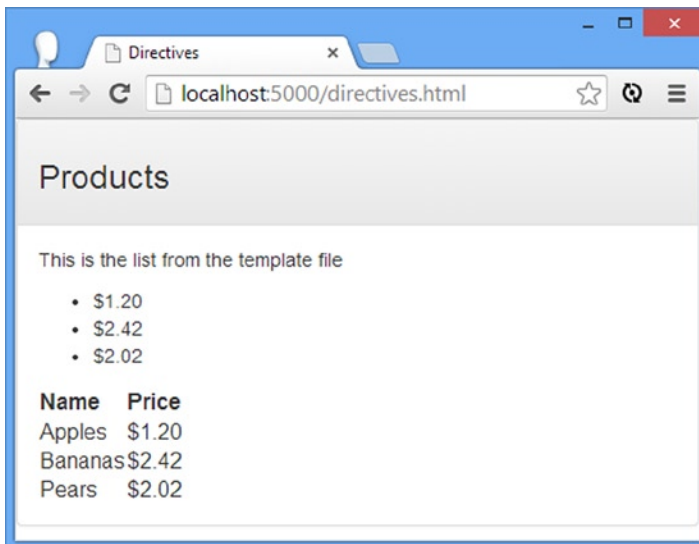 Directives
localhost:5000/directives.html
Products
This is the list from the template file
• $1.20
• $2.42
• $2.02
Name Price
Apples $1.20
Bananas $2.42
Pears $2.02